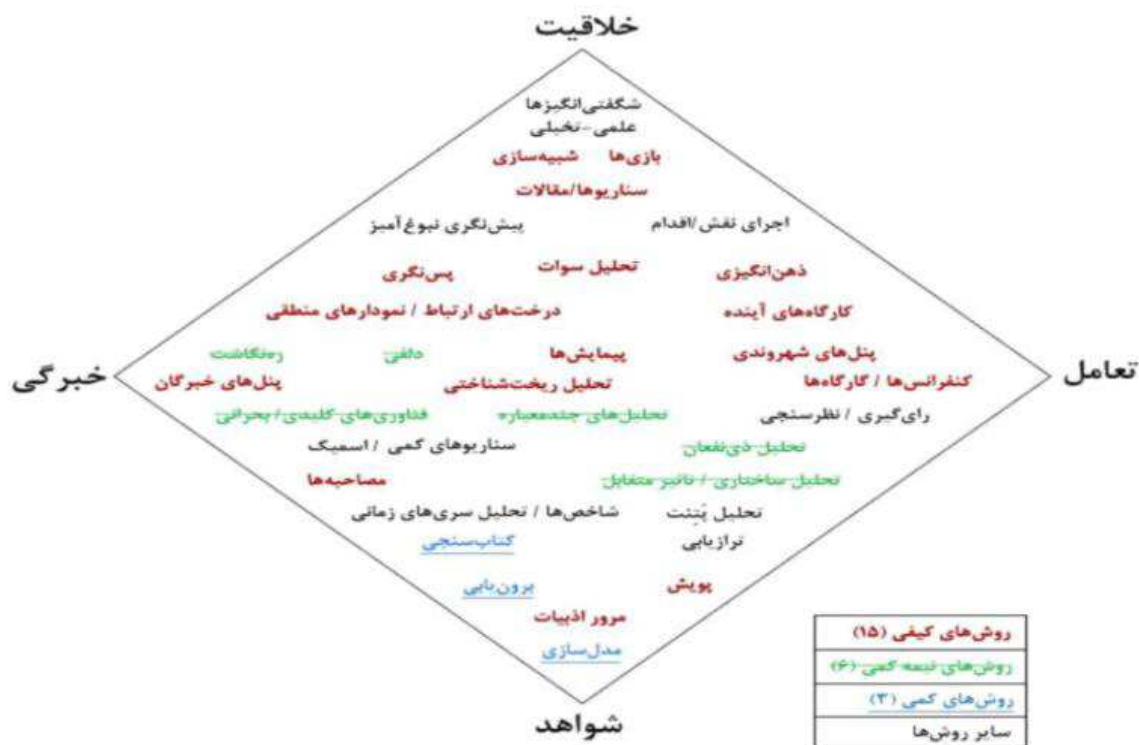 خلاقیت
شگفتی‌انگیزها
علمی-تخیلی
بازی‌ها شبیه‌سازی
سناریوها/مقالات
اجرای نقش/اقدام پیش‌نگری نبوغ‌آمیز
ذهن‌انگیزی تحلیل سوات پس‌نگری
کارگاه‌های آینده درخت‌های ارتباط / نمودارهای منطقی
پنل‌های شهروندی پیمایش‌ها دلفی ره‌نگاشت
تعامل
خبرگی
کنفرانس‌ها / گارگاه‌ها تحلیل ریخت‌شناختی پنل‌های خبرگان
رای‌گیری / نظرسنجی تحلیل‌های چندمعیاره فناوری‌های کلیدی/ بحرانی
تحلیل ذی‌نفعان سناریوهای کمی / اسمیک
تحلیل ساختاری / تاثیر متقابل مصاحبه‌ها
تحلیل پَتِنت شاخص‌ها / تحلیل سری‌های زمانی
ترازیابی کتاب‌سنجی
پویش برون‌یابی
مرور ادبیات
مدل‌سازی
شواهد
روش‌های کیفی (۱۵)
روش‌های نیمه کمی (۶)
روش‌های کمی (۳)
سایر روش‌ها